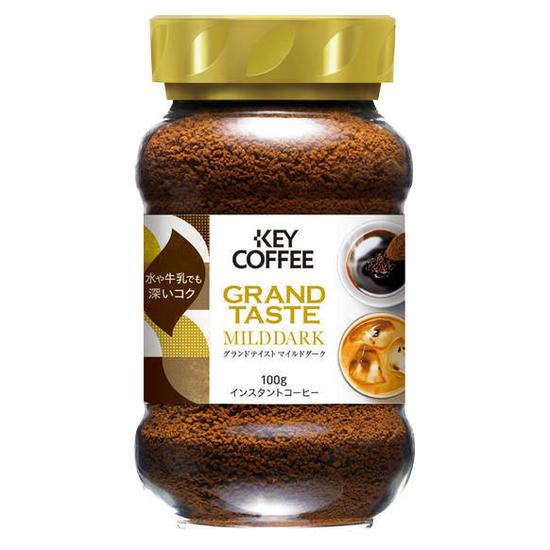 水や牛乳でも
深いコク
KEY
COFFEE
GRAND
TASTE
MILD DARK
グランドテイスト マイルドダーク
100g
インスタントコーヒー